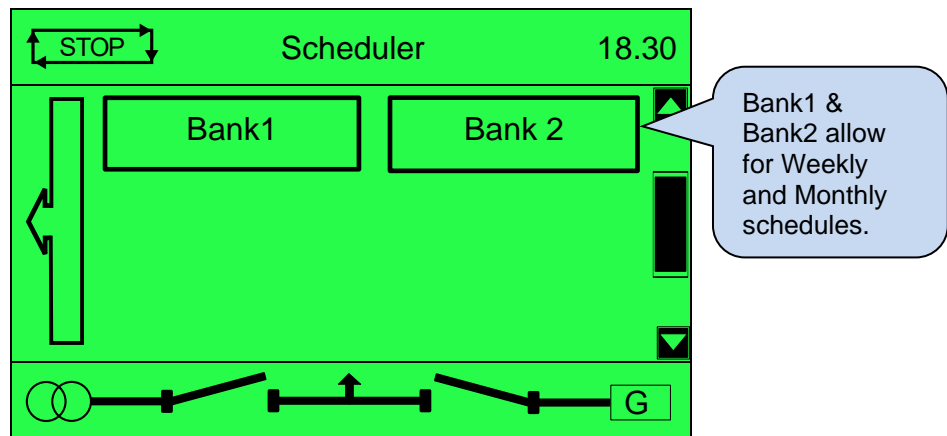 STOP Scheduler 18.30
Bank1 Bank 2
Bank1 &
Bank2 allow
for Weekly
and Monthly
schedules.
G